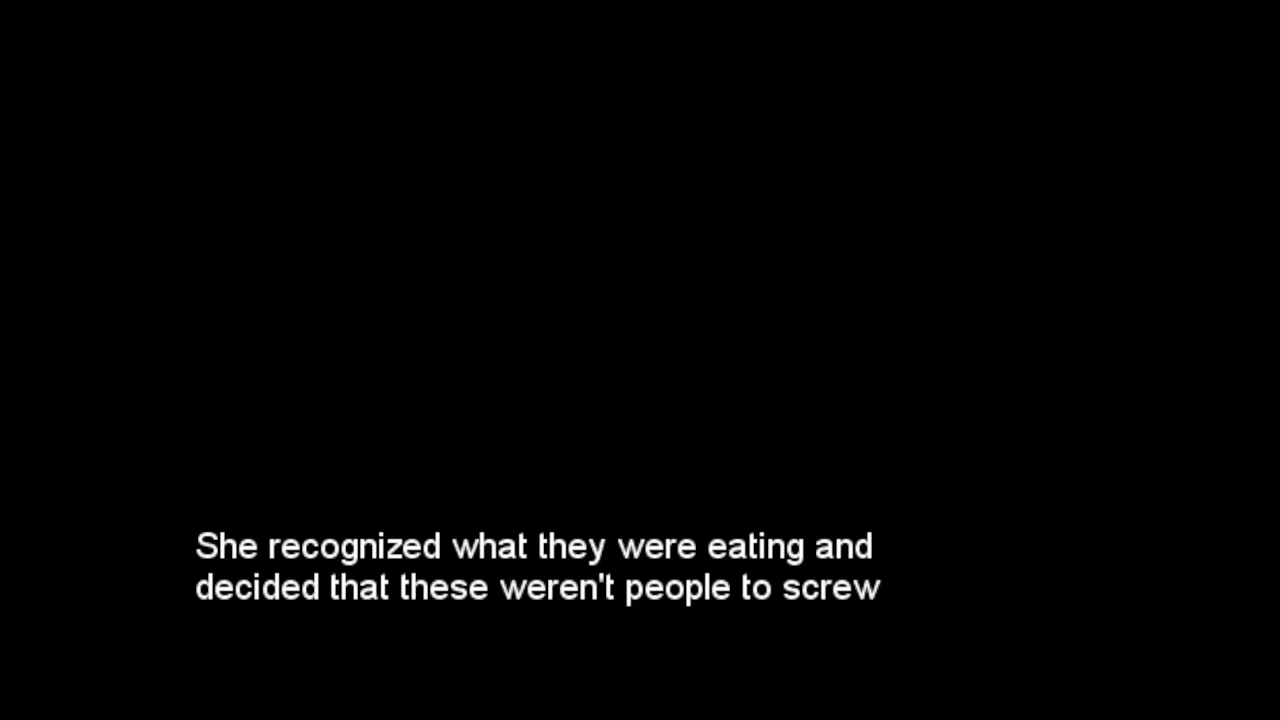 She recognized what they were eating and
decided that these weren't people to screw